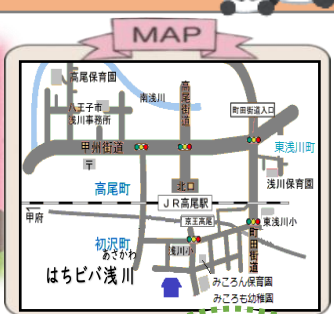 MAP
高尾保育園
南浅川
高尾街道
町田街道入口
八王子市
浅川事務所
甲州街道
東浅川町
〒
浅川保育園
高尾町
北口
JR高尾駅
甲府
京王高尾
東浅川小
初沢町
浅川小
町田街道
あさかわ
はちビバ浅川
みころん保育園
みころも幼稚園